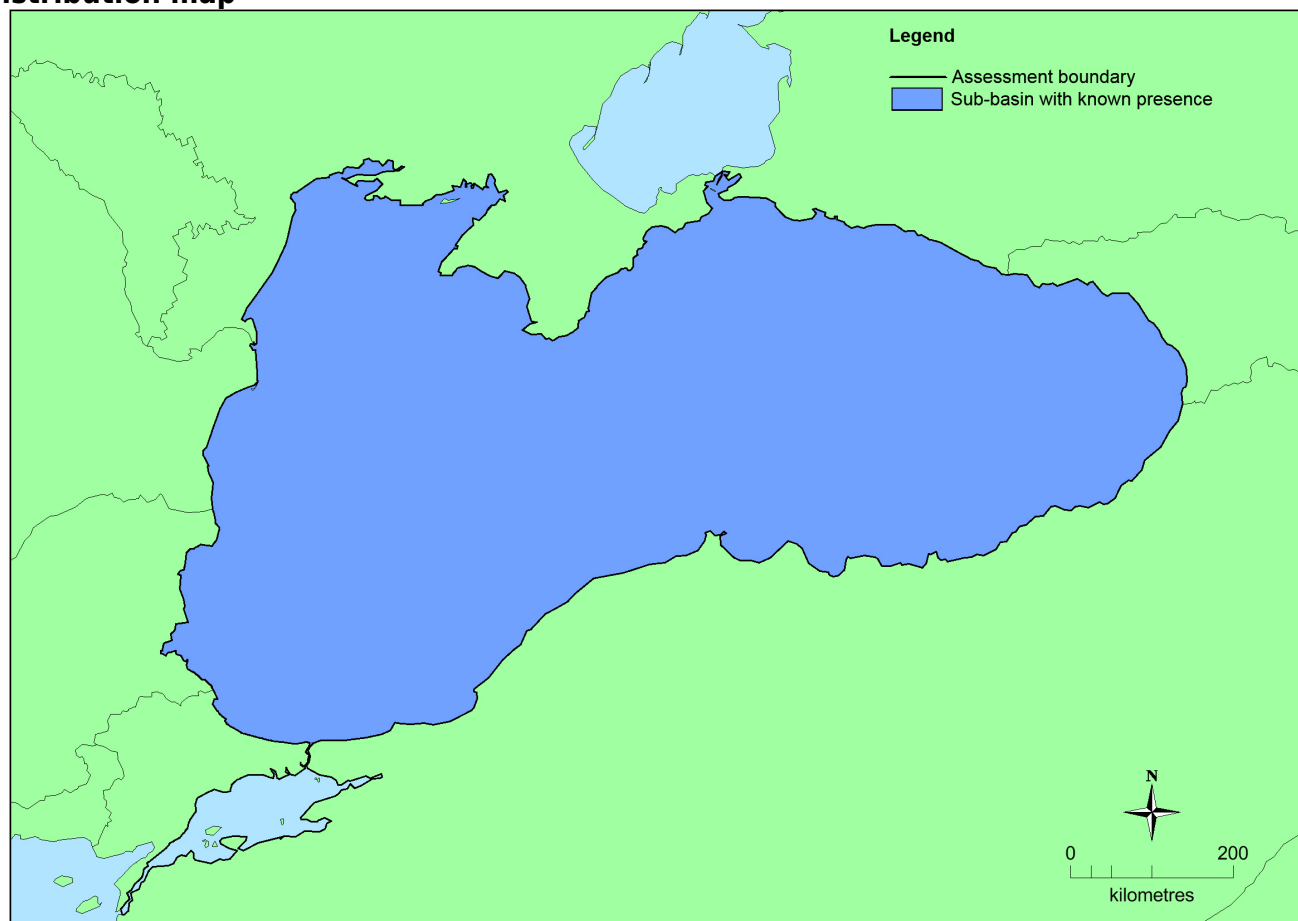 Legend
Assessment boundary
Sub-basin with known presence
N
0 200
kilometres